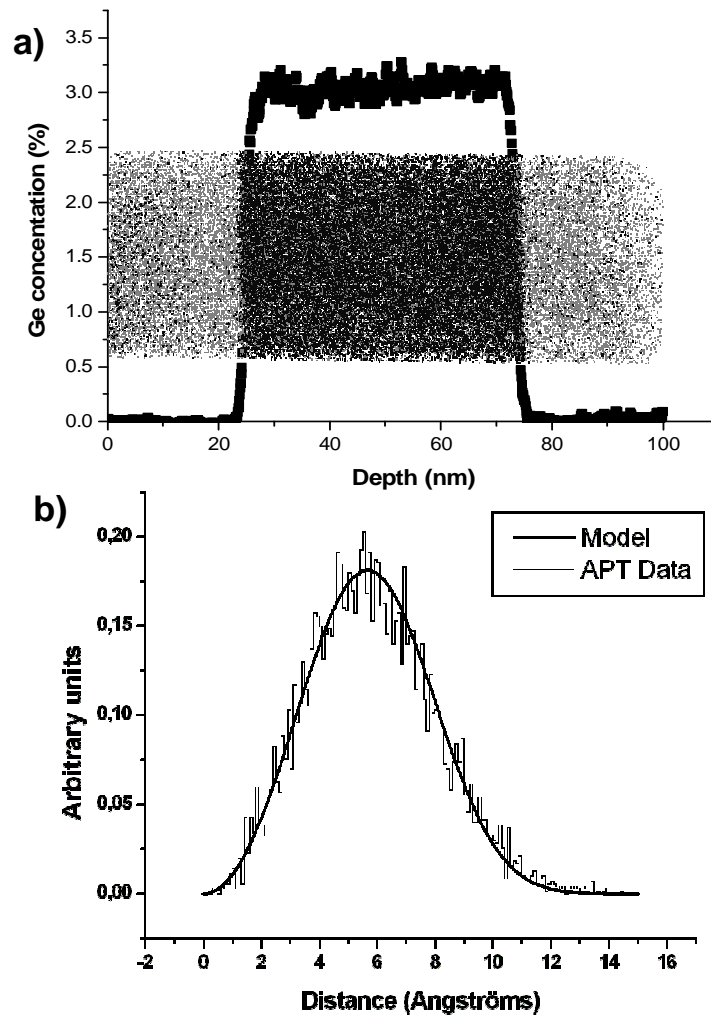 a)
3.5
3.0
2.5
2.0
1.5
1.0
0.5
0.0
Ge concentration (%)
0 20 40 60 80 100
Depth (nm)
b)
0,20
0,15
0,10
0,05
0,00
Arbitrary units
Model
APT Data
-2 0 2 4 6 8 10 12 14 16
Distance (Angströms)